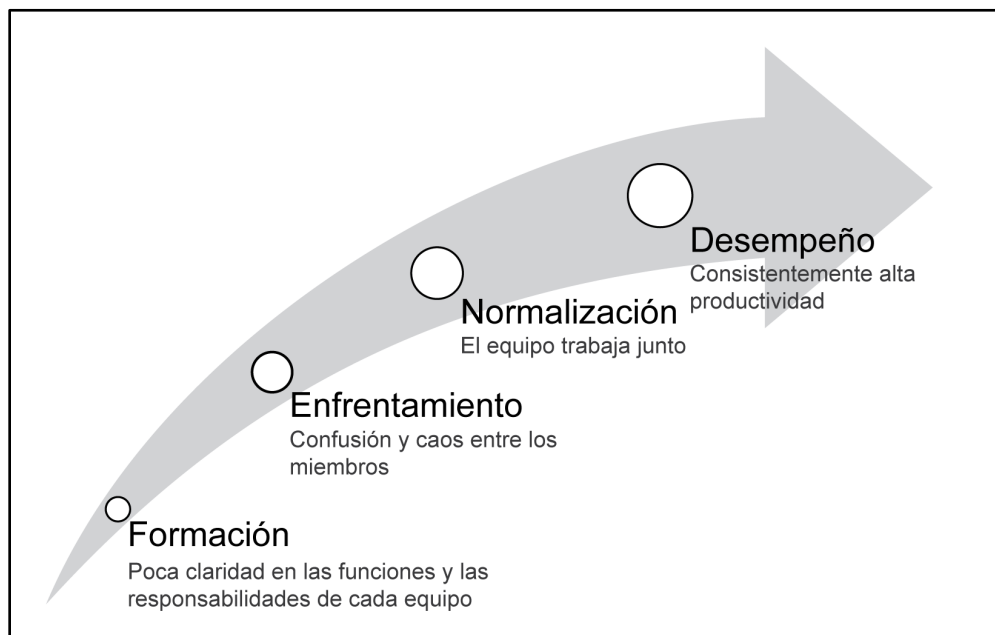 Desempeño
Consistentemente alta
productividad
Normalización
El equipo trabaja junto
Enfrentamiento
Confusión y caos entre los
miembros
Formación
Poca claridad en las funciones y las
responsabilidades de cada equipo